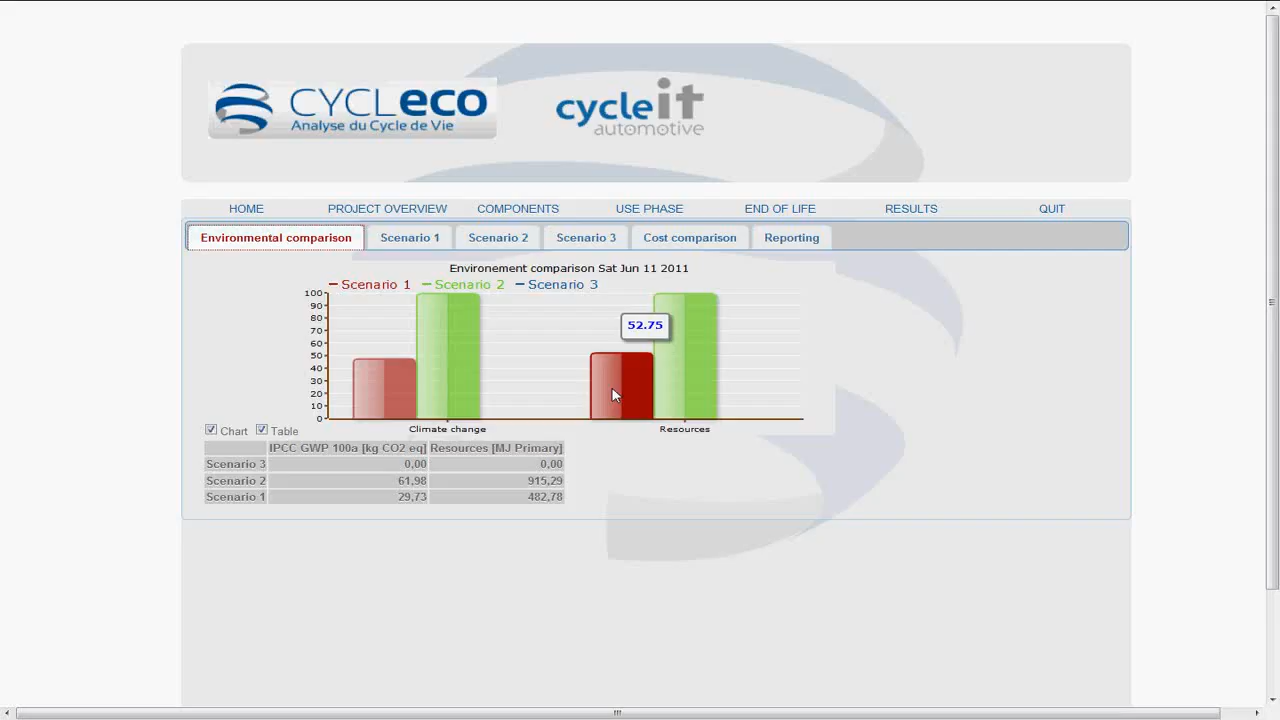 CYCLECO
Analyse du Cycle de Vie
cycleit
automotive
HOME PROJECT OVERVIEW COMPONENTS USE PHASE END OF LIFE RESULTS QUIT
Environmental comparison Scenario 1 Scenario 2 Scenario 3 Cost comparison Reporting
Environement comparison Sat Jun 11 2011
Scenario 1 Scenario 2 Scenario 3
100
90
80
70
60
50
40
30
20
10
0
52.75
Climate change Resources
Chart Table
IPCC GWP 100a [kg CO2 eq] Resources [MJ Primary]
Scenario 3 0,00 0,00
Scenario 2 61,98 915,29
Scenario 1 29,73 482,78